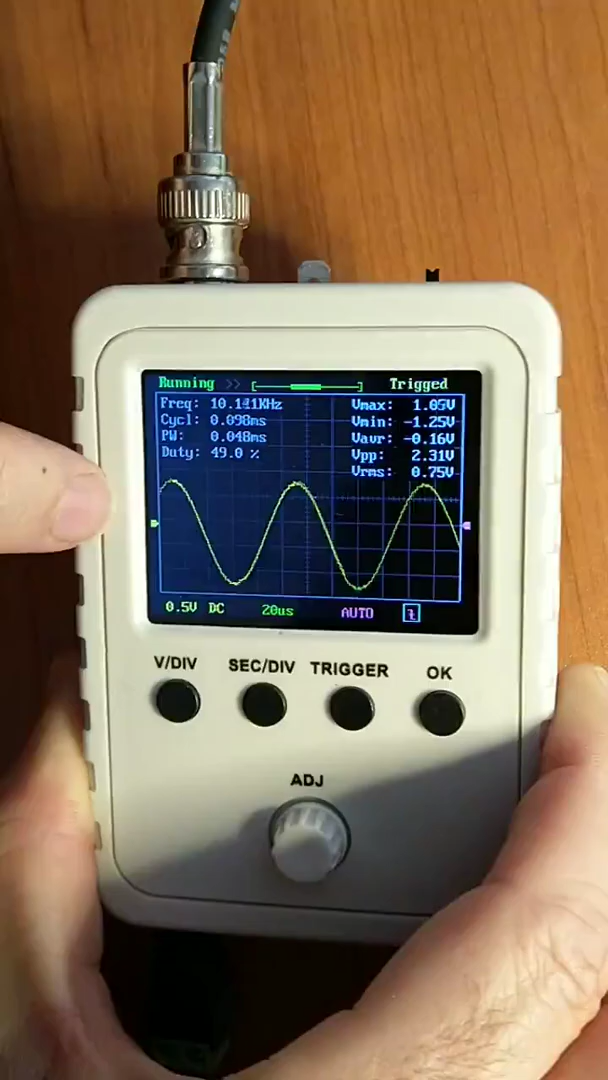 Running >> Trigged
Freq: 10.141KHz Vmax: 1.05V
Cycl: 0.098ms Vmin: -1.25V
PW: 0.048ms Vavr: -0.16V
Duty: 49.0 % Vpp: 2.31V
Vrms: 0.75V
0.5V DC 20us AUTO
V/DIV SEC/DIV TRIGGER OK
ADJ